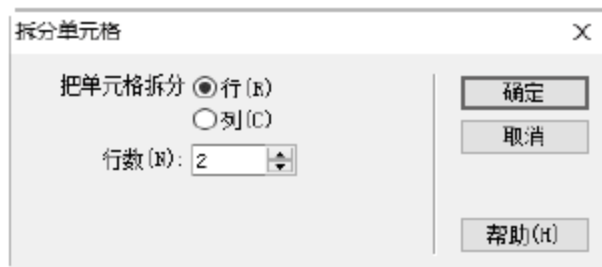 拆分单元格
把单元格拆分 行(R)
列(C)
行数(N): 2
确定
取消
帮助(H)